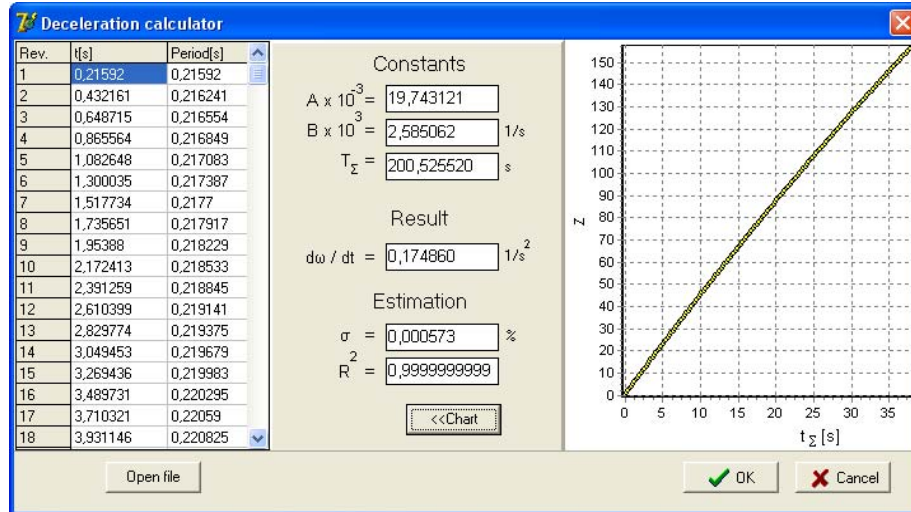 Deceleration calculator
Rev. t[s] Period[s]
1 0,21592 0,21592
2 0,432161 0,216241
3 0,648715 0,216554
4 0,865564 0,216849
5 1,082648 0,217083
6 1,300035 0,217387
7 1,517734 0,2177
8 1,735651 0,217917
9 1,95388 0,218229
10 2,172413 0,218533
11 2,391259 0,218845
12 2,610399 0,219141
13 2,829774 0,219375
14 3,049453 0,219679
15 3,269436 0,219983
16 3,489731 0,220295
17 3,710321 0,22059
18 3,931146 0,220825
Constants
A x 10^-3 = 19,743121
B x 10^3 = 2,585062 1/s
T_Σ = 200,525520 s
Result
dω / dt = 0,174860 1/s^2
Estimation
σ = 0,000573 %
R^2 = 0,9999999999
<<Chart
150
140
130
120
110
100
90
80
70
60
50
40
30
20
10
0
z
0 5 10 15 20 25 30 35
t_Σ [s]
Open file
OK
Cancel